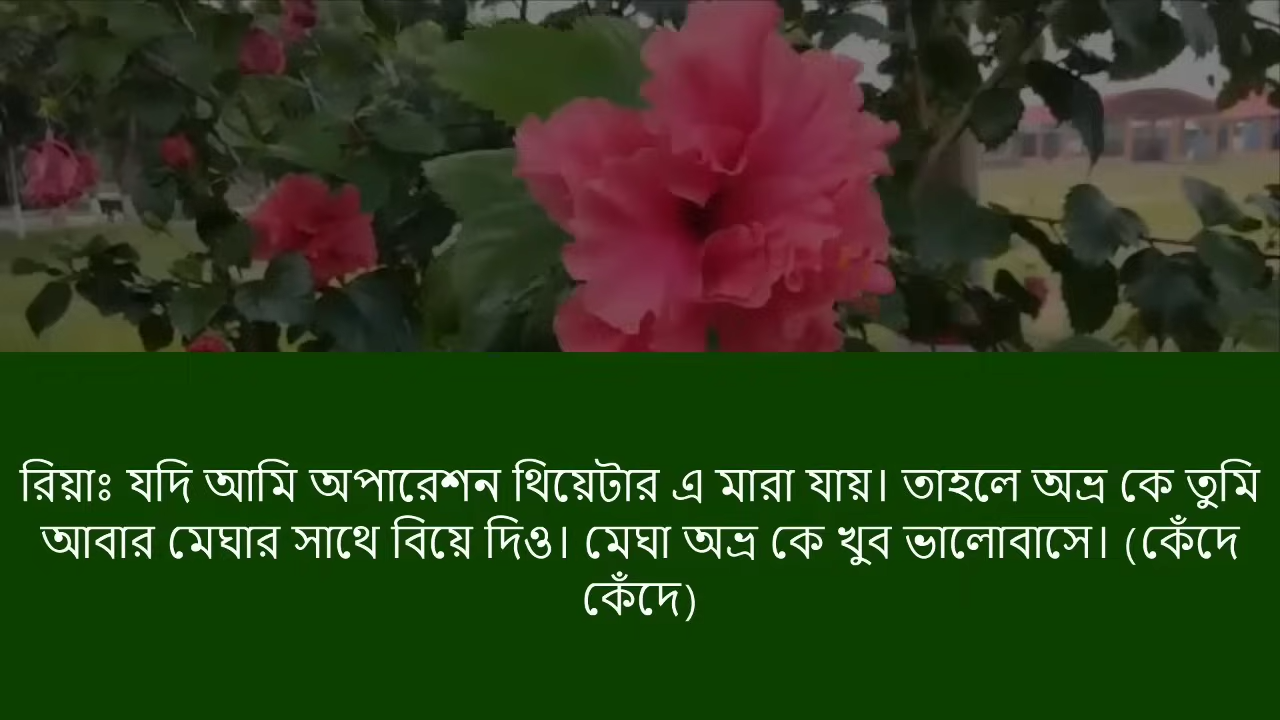 রিয়াঃ যদি আমি অপারেশন থিয়েটার এ মারা যায়। তাহলে অভ্র কে তুমি
আবার মেঘার সাথে বিয়ে দিও। মেঘা অভ্র কে খুব ভালোবাসে। (কেঁদে
কেঁদে)